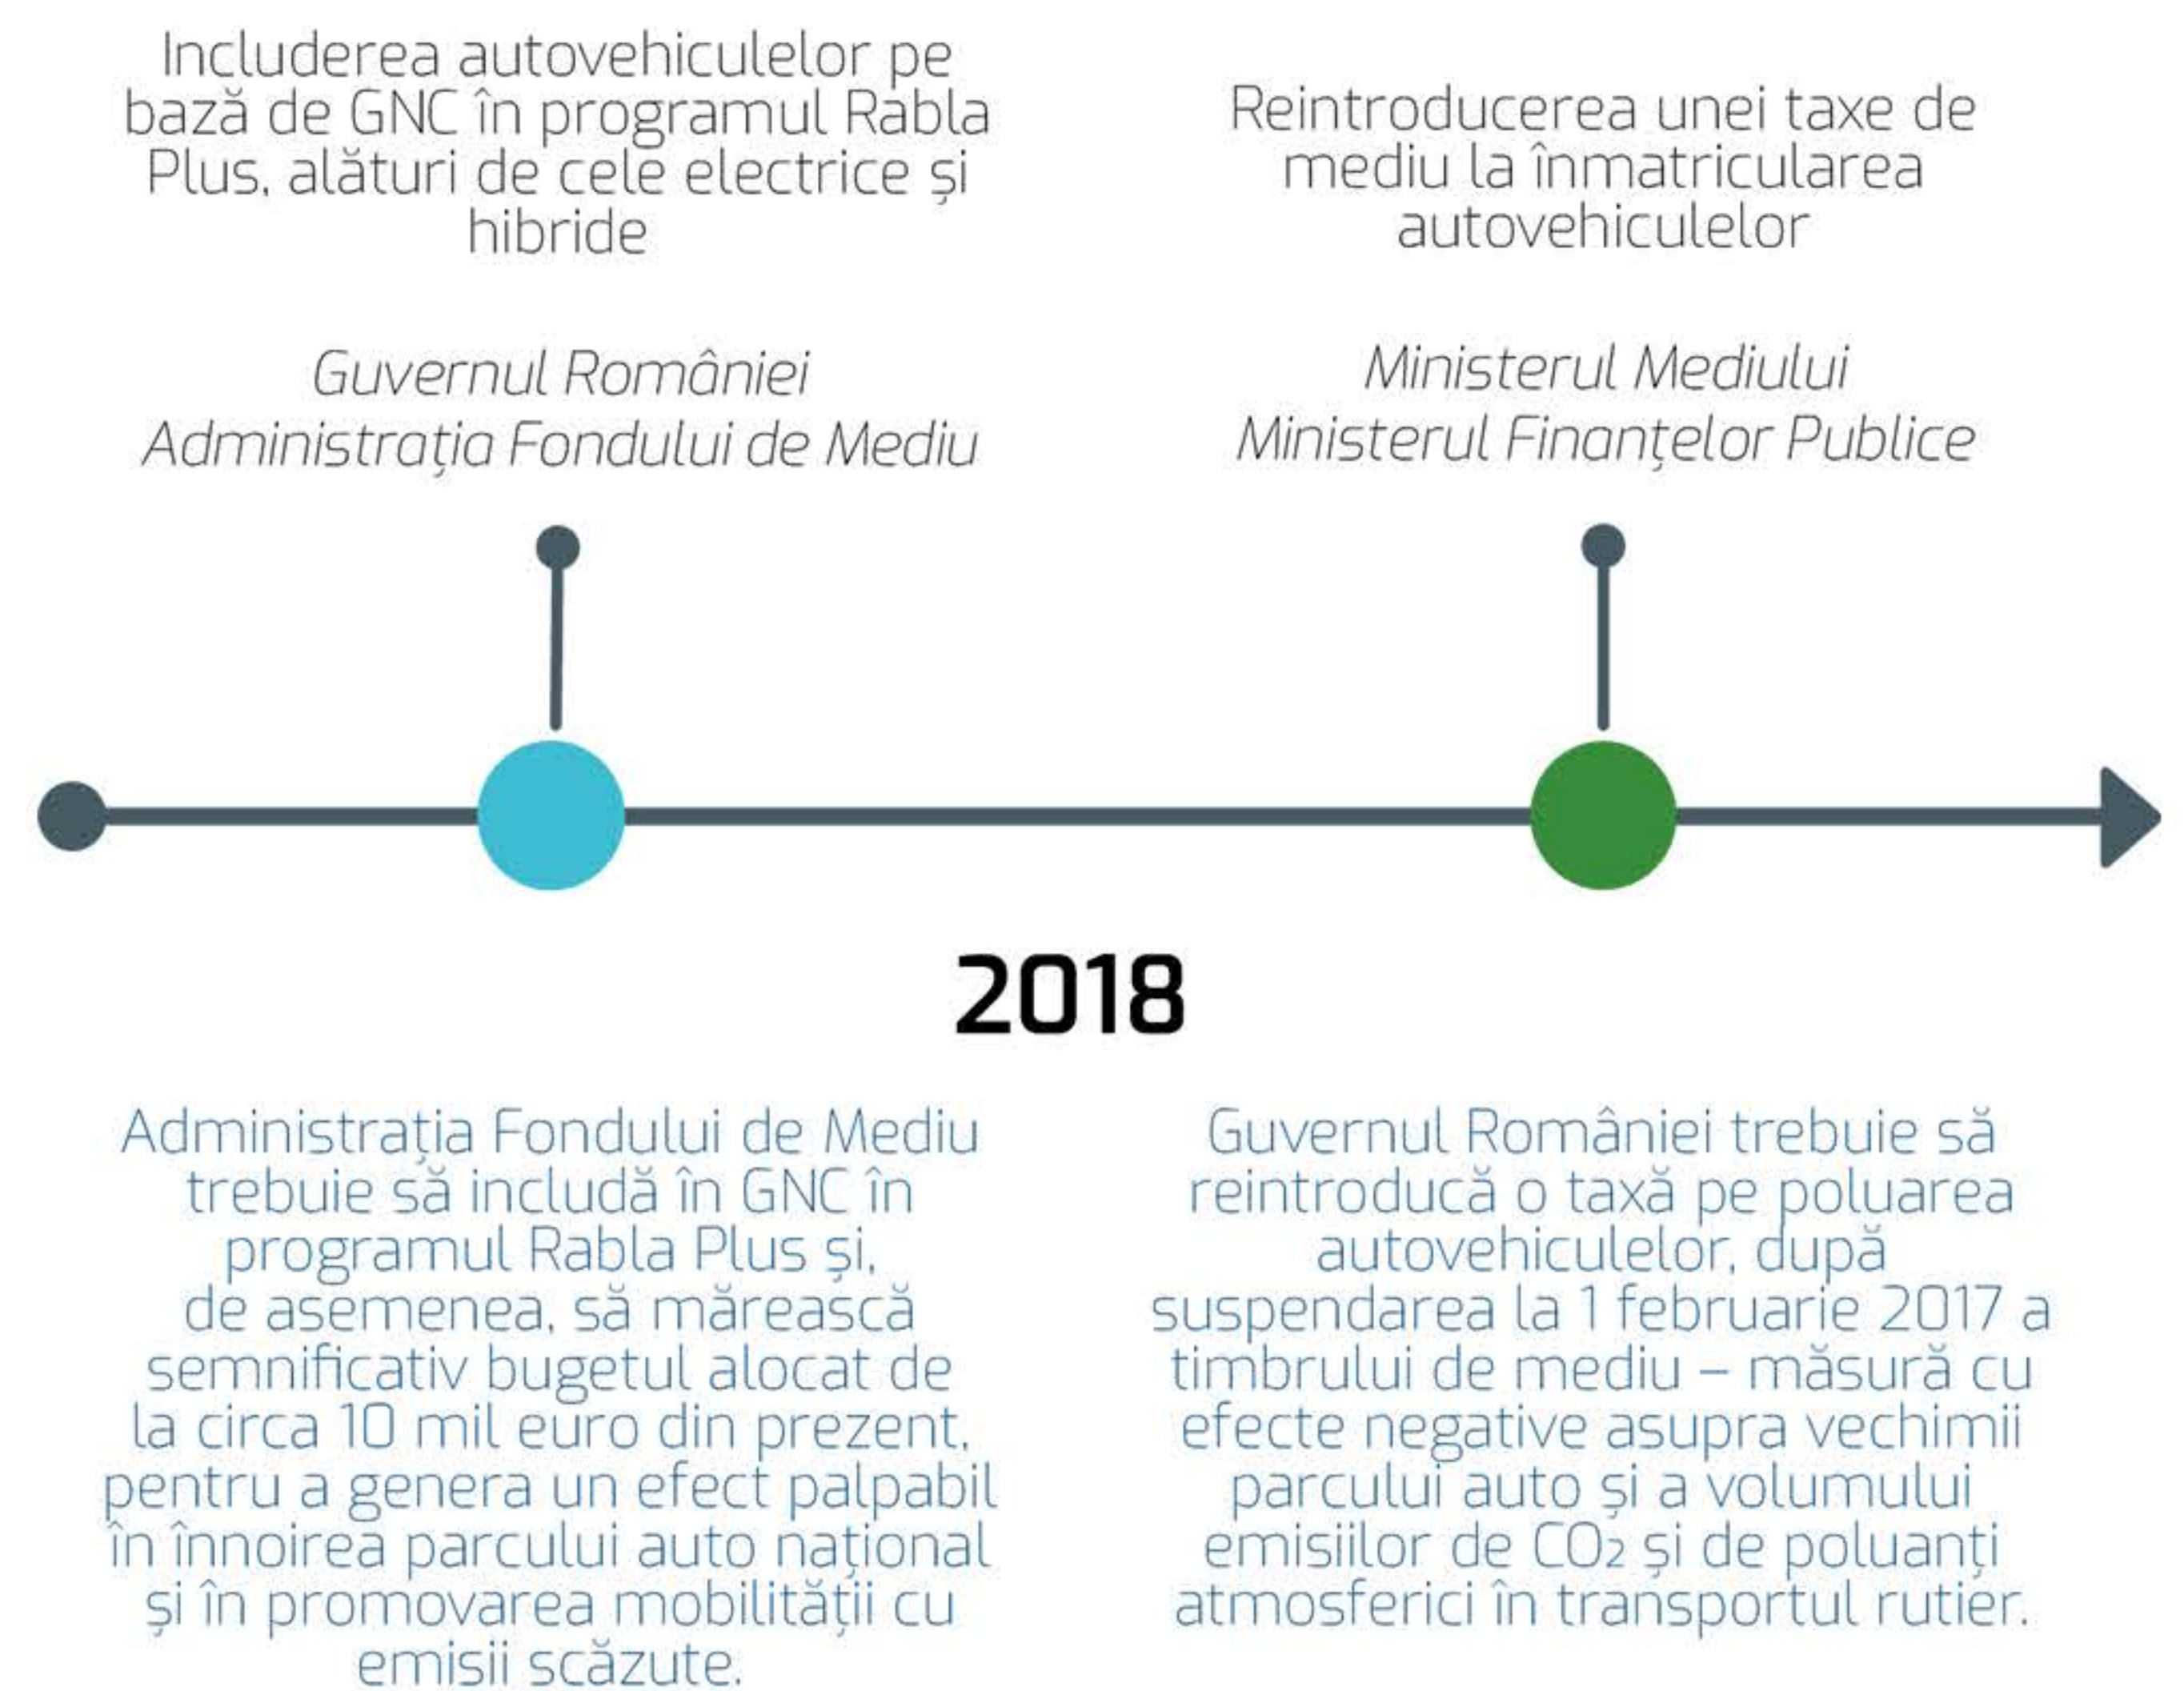 Includerea autovehiculelor pe
bază de GNC în programul Rabla
Plus, alături de cele electrice și
hibride
Guvernul României
Administrația Fondului de Mediu
Reintroducerea unei taxe de
mediu la înmatricularea
autovehiculelor
Ministerul Mediului
Ministerul Finanțelor Publice
2018
Administrația Fondului de Mediu
trebuie să includă în GNC în
programul Rabla Plus și,
de asemenea, să mărească
semnificativ bugetul alocat de
la circa 10 mil euro din prezent,
pentru a genera un efect palpabil
în înnoirea parcului auto național
și în promovarea mobilității cu
emisii scăzute.
Guvernul României trebuie să
reintroducă o taxă pe poluarea
autovehiculelor, după
suspendarea la 1 februarie 2017 a
timbrului de mediu – măsură cu
efecte negative asupra vechimii
parcului auto și a volumului
emisiilor de CO₂ și de poluanți
atmosferici în transportul rutier.